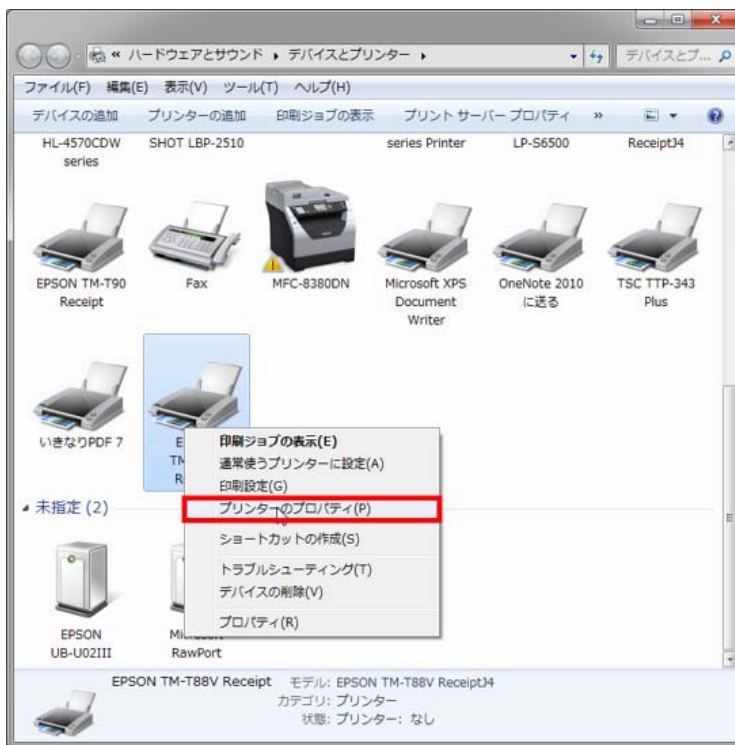 « ハードウェアとサウンド ▸ デバイスとプリンター ▸
デバイスとプ...
ファイル(F) 編集(E) 表示(V) ツール(T) ヘルプ(H)
デバイスの追加 プリンターの追加 印刷ジョブの表示 プリント サーバー プロパティ »
HL-4570CDW
series
SHOT LBP-2510
series Printer
LP-S6500
ReceiptJ4
EPSON TM-T90
Receipt
Fax
MFC-8380DN
Microsoft XPS
Document
Writer
OneNote 2010
に送る
TSC TTP-343
Plus
いきなりPDF 7
E
TM
R
印刷ジョブの表示(E)
通常使うプリンターに設定(A)
印刷設定(G)
プリンターのプロパティ(P)
ショートカットの作成(S)
トラブルシューティング(T)
デバイスの削除(V)
プロパティ(R)
未指定 (2)
EPSON
UB-U02III
RawPort
EPSON TM-T88V Receipt モデル: EPSON TM-T88V ReceiptJ4
カテゴリ: プリンター
状態: プリンター: なし